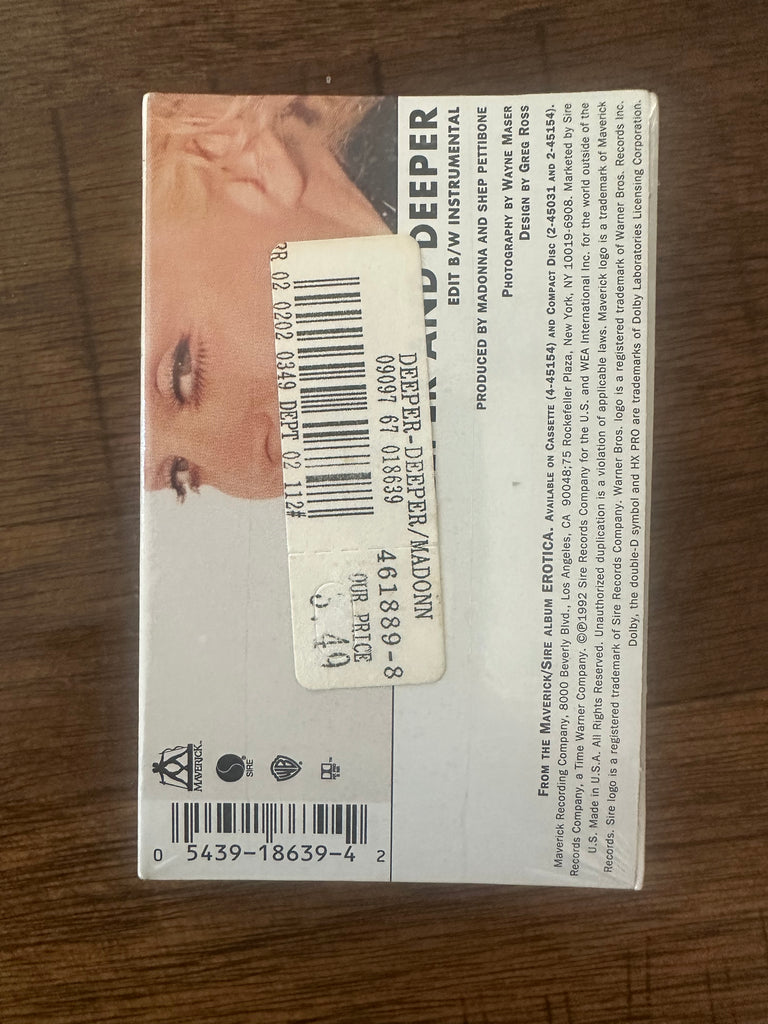 DEEPER AND DEEPER
EDIT B/W INSTRUMENTAL
PRODUCED BY MADONNA AND SHEP PETTIBONE
PHOTOGRAPHY BY WAYNE MASER
DESIGN BY GREG ROSS
FROM THE MAVERICK/SIRE ALBUM EROTICA. AVAILABLE ON CASSETTE (4-45154) AND COMPACT DISC (2-45031 AND 2-45154).
Maverick Recording Company, 8000 Beverly Blvd., Los Angeles, CA 90048;75 Rockefeller Plaza, New York, NY 10019-6908. Marketed by Sire
Records Company, a Time Warner Company. ©℗1992 Sire Records Company for the U.S. and WEA International Inc. for the world outside of the
U.S. Made in U.S.A. All Rights Reserved. Unauthorized duplication is a violation of applicable laws. Maverick logo is a trademark of Maverick
Records. Sire logo is a registered trademark of Sire Records Company. Warner Bros. logo is a registered trademark of Warner Bros. Records Inc.
Dolby, the double-D symbol and HX PRO are trademarks of Dolby Laboratories Licensing Corporation.
DEEPER-DEEPER/MADONN
09097 67 018639
461889-8
OUR PRICE
3.49
RR 02 0202 0349 DEPT 02 112#
MAVERICK™
SIRE
WB
0 5439-18639-4 2